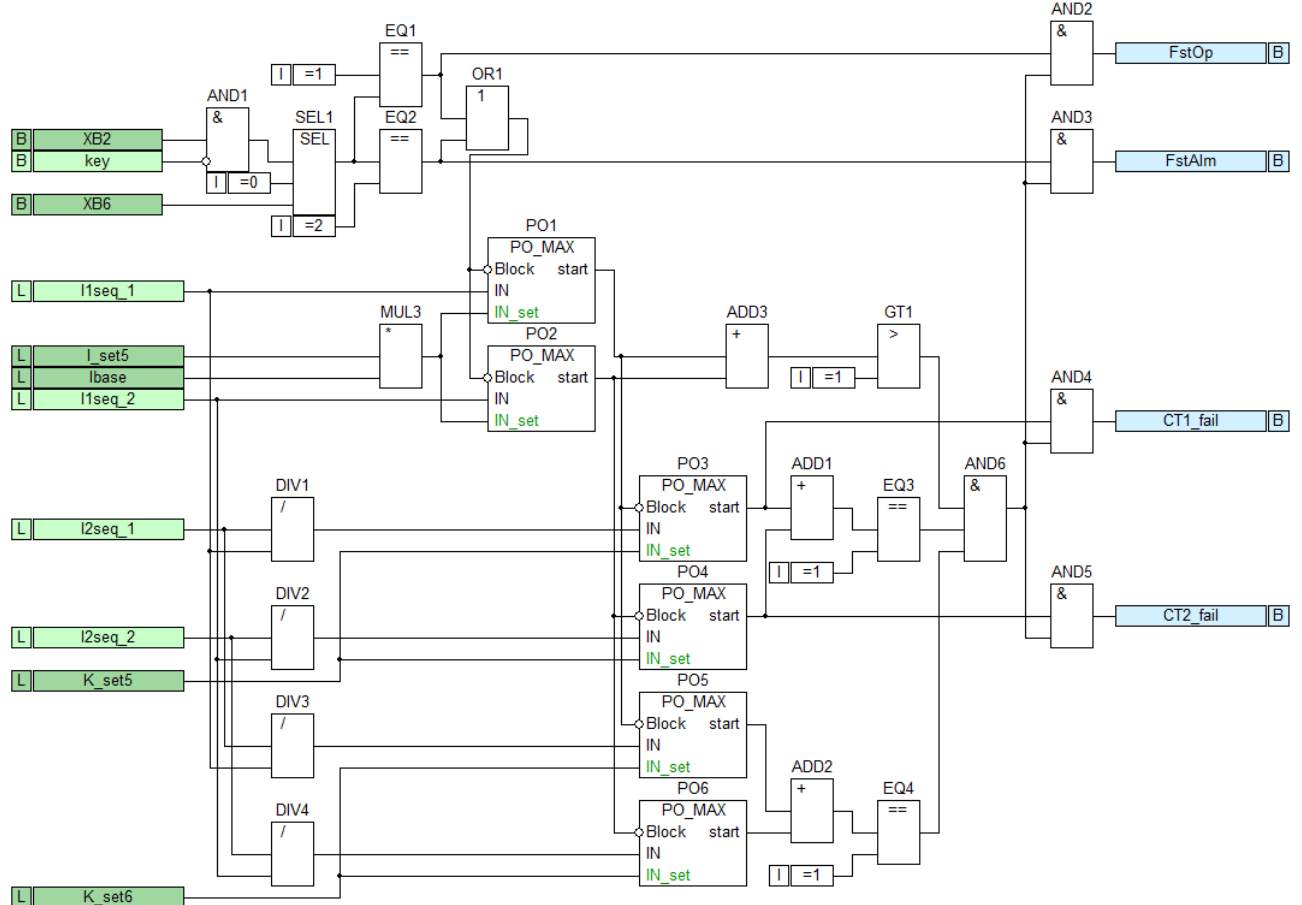 AND2
&
EQ1
==
FstOp B
I =1
OR1
1
AND1
&
SEL1
SEL
EQ2
==
AND3
&
B XB2
B key
FstAlm B
I =0
B XB6
I =2
PO1
PO_MAX
Block start
L I1seq_1
IN
IN_set
MUL3
*
PO2
PO_MAX
ADD3
+
GT1
>
L I_set5
L Ibase
Block start
I =1
AND4
&
L I1seq_2
IN
IN_set
CT1_fail B
PO3
PO_MAX
ADD1
+
AND6
&
DIV1
/
EQ3
==
Block start
L I2seq_1
IN
IN_set
I =1
PO4
PO_MAX
AND5
&
DIV2
/
Block start
CT2_fail B
L I2seq_2
IN
IN_set
L K_set5
PO5
PO_MAX
DIV3
/
Block start
IN
IN_set
ADD2
+
PO6
PO_MAX
EQ4
==
DIV4
/
Block start
IN
IN_set
I =1
L K_set6